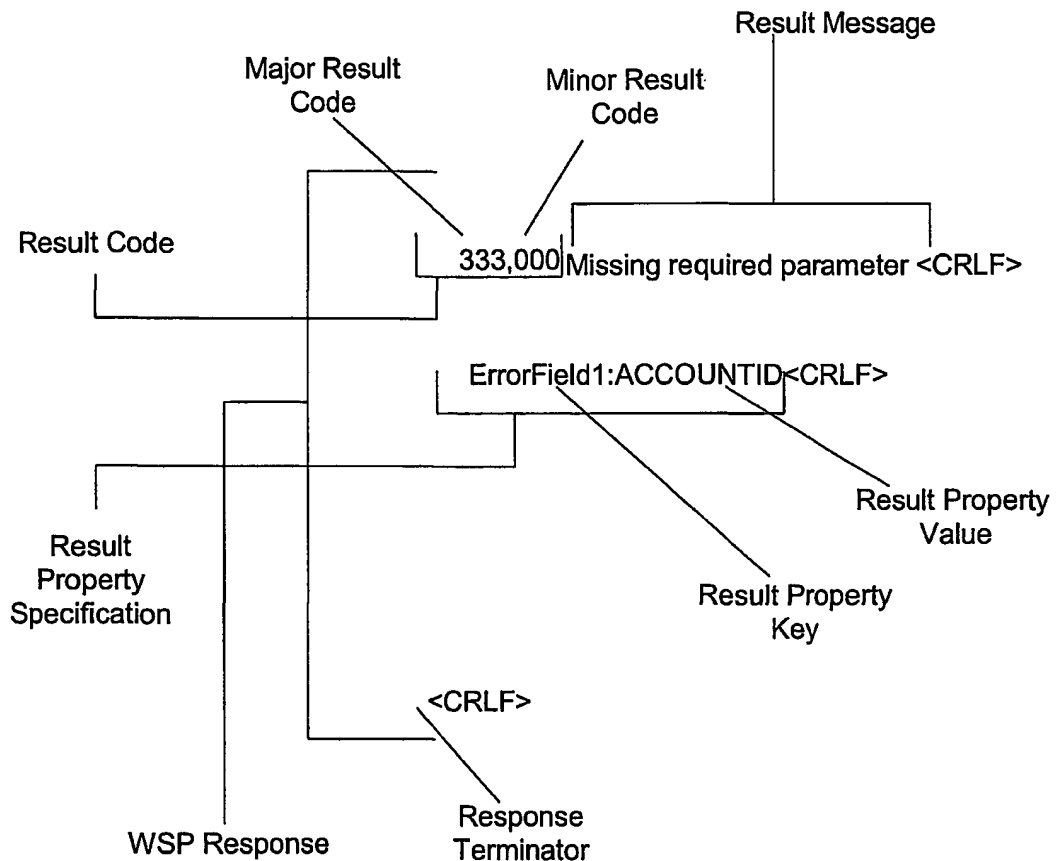 Result Message
Major Result
Code
Minor Result
Code
Result Code
333,000 Missing required parameter <CRLF>
ErrorField1:ACCOUNTID<CRLF>
Result Property
Value
Result
Property
Specification
Result Property
Key
<CRLF>
Response
Terminator
WSP Response